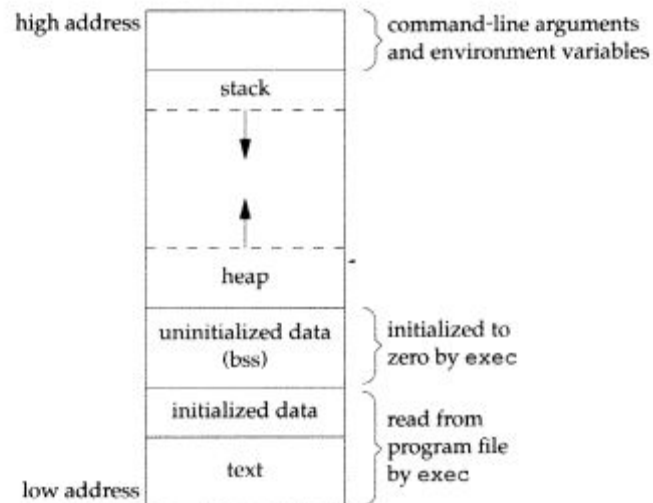 high address
command-line arguments
and environment variables
stack
heap
uninitialized data
(bss)
initialized to
zero by exec
initialized data
read from
program file
by exec
text
low address